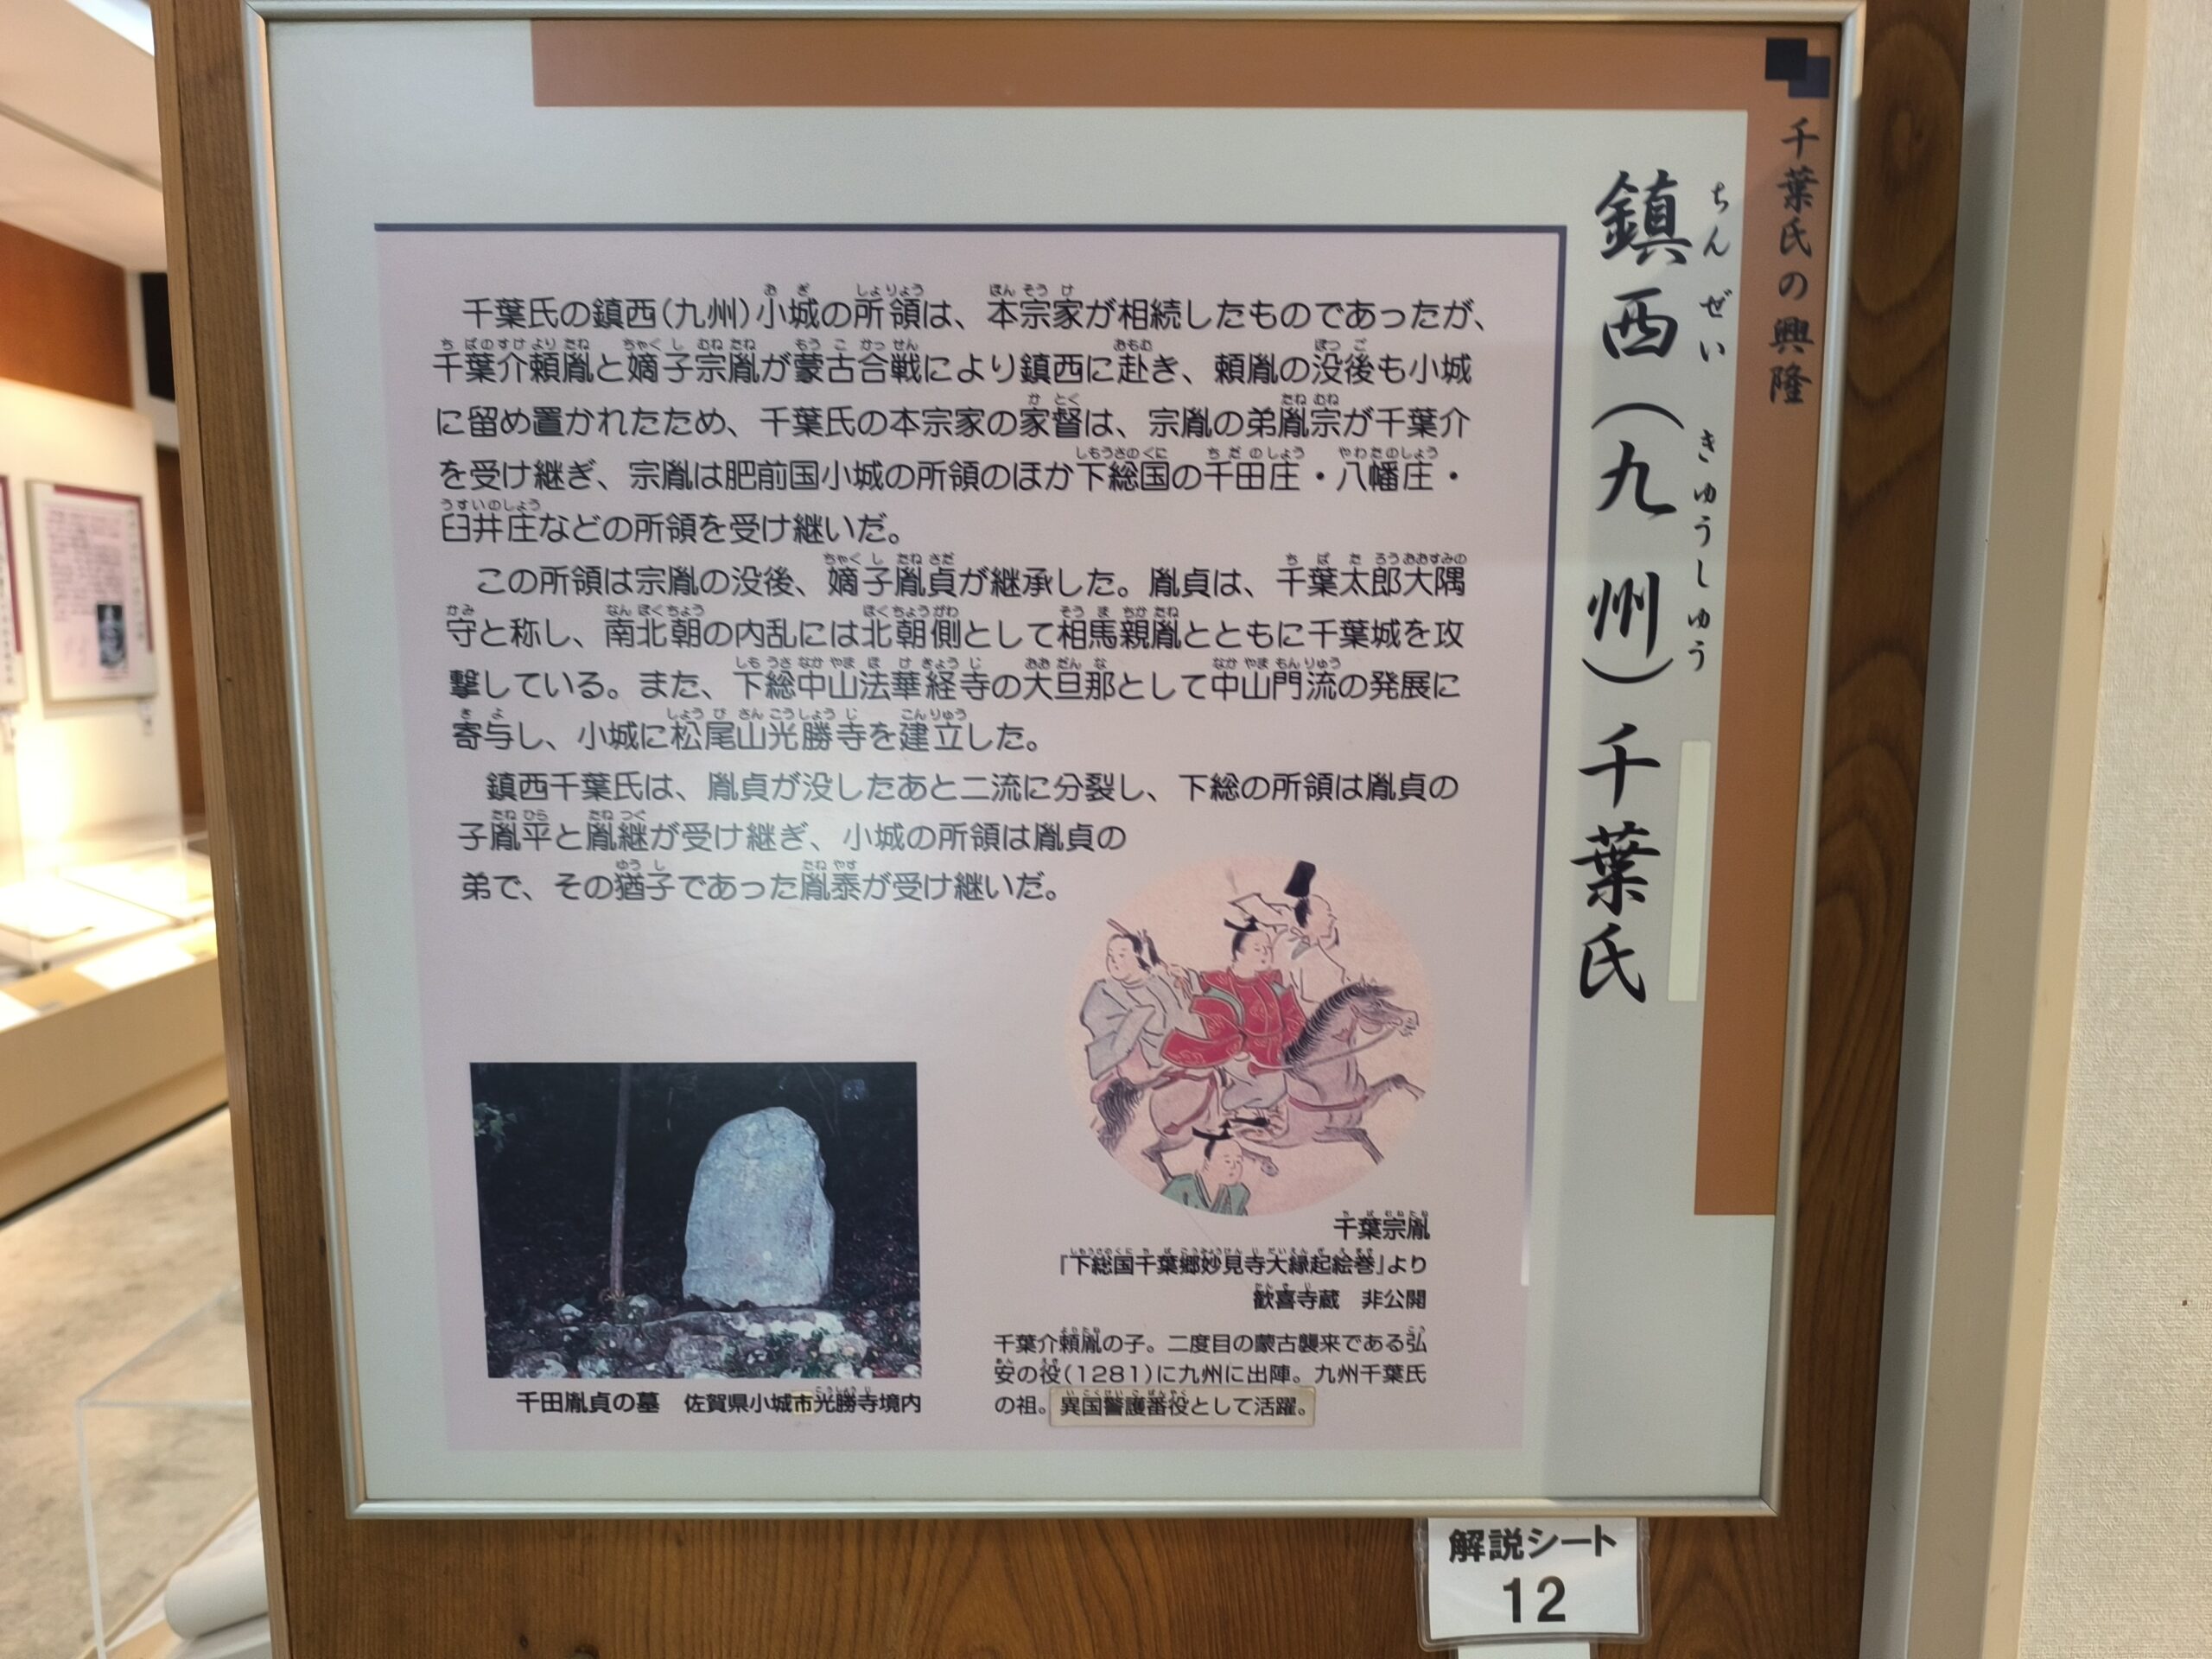 千葉氏の興隆
鎮西(九州)千葉氏
ちんぜい きゅうしゅう
千葉氏の鎮西(九州)小城の所領は、本宗家が相続したものであったが、
千葉介頼胤と嫡子宗胤が蒙古合戦により鎮西に赴き、頼胤の没後も小城
に留め置かれたため、千葉氏の本宗家の家督は、宗胤の弟胤宗が千葉介
を受け継ぎ、宗胤は肥前国小城の所領のほか下総国の千田庄・八幡庄・
臼井庄などの所領を受け継いだ。
この所領は宗胤の没後、嫡子胤貞が継承した。胤貞は、千葉太郎大隅
守と称し、南北朝の内乱には北朝側として相馬親胤とともに千葉城を攻
撃している。また、下総中山法華経寺の大旦那として中山門流の発展に
寄与し、小城に松尾山光勝寺を建立した。
鎮西千葉氏は、胤貞が没したあと二流に分裂し、下総の所領は胤貞の
子胤平と胤継が受け継ぎ、小城の所領は胤貞の
弟で、その猶子であった胤泰が受け継いだ。
千葉宗胤
「下総国千葉郷妙見寺大縁起絵巻」より
歓喜寺蔵 非公開
千葉介頼胤の子。二度目の蒙古襲来である弘
安の役(1281)に九州に出陣。九州千葉氏
の祖。異国警護番役として活躍。
千田胤貞の墓 佐賀県小城市光勝寺境内
解説シート
12